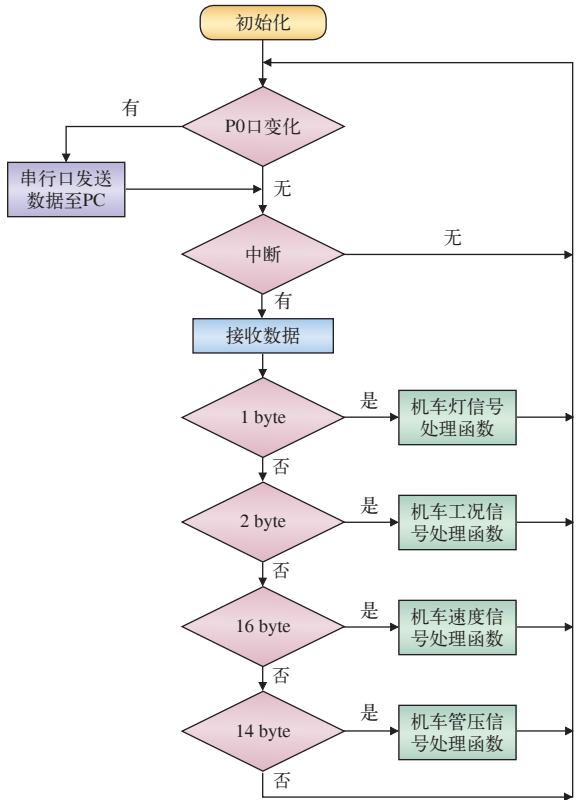 初始化
有
P0口变化
串行口发送
数据至PC
无
中断
无
有
接收数据
1 byte
是
机车灯信号
处理函数
否
2 byte
是
机车工况信
号处理函数
否
16 byte
是
机车速度信
号处理函数
否
14 byte
是
机车管压信
号处理函数
否